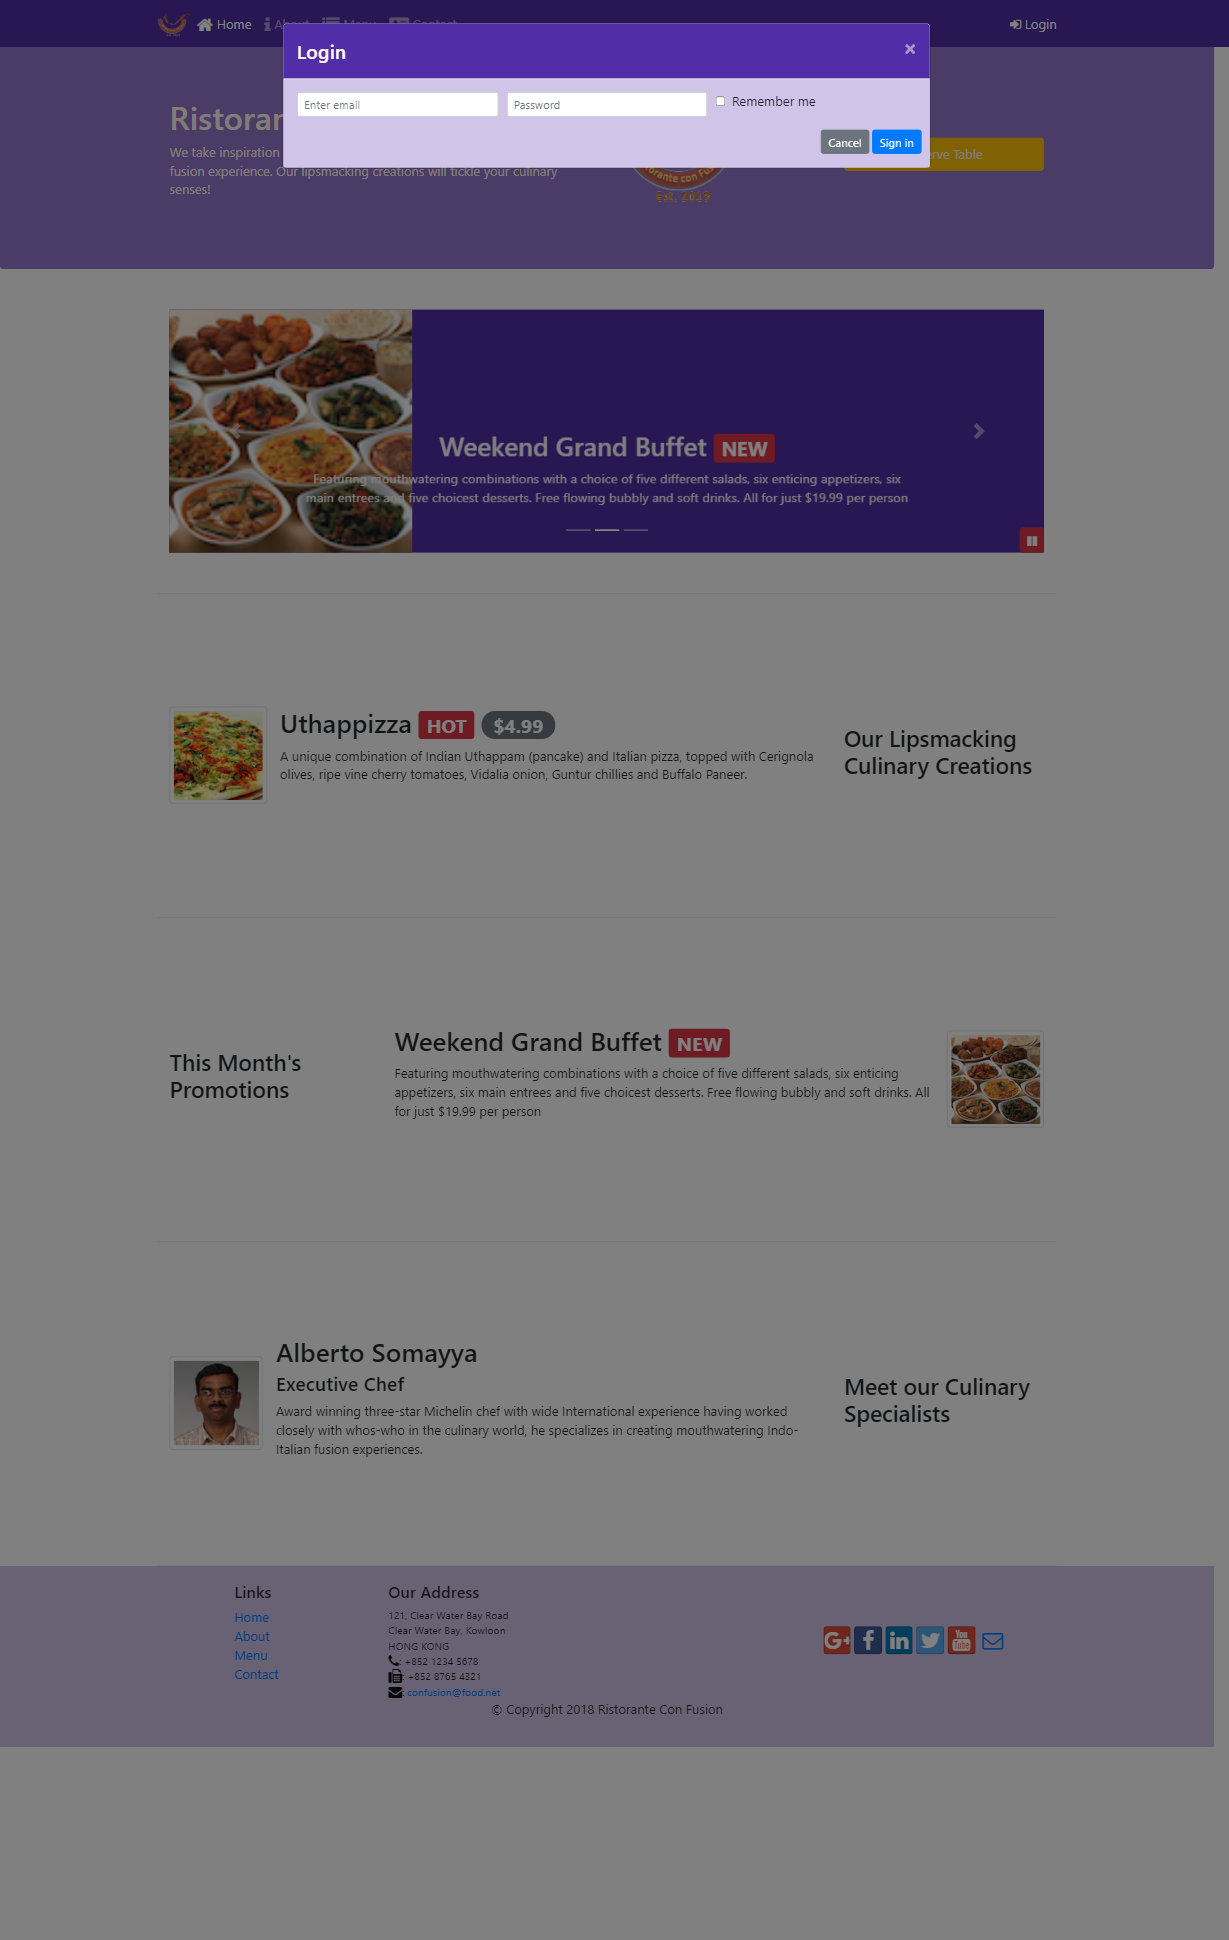 Home
Login
Login
×
Enter email
Password
Remember me
Cancel
Sign in
We take inspiration
fusion experience. Our lipsmacking creations will tickle your culinary
senses!
Table
con
Weekend Grand Buffet NEW
Featuring mouthwatering combinations with a choice of five different salads, six enticing appetizers, six
main entrees and five choicest desserts. Free flowing bubbly and soft drinks. All for just $19.99 per person
Uthappizza HOT $4.99
A unique combination of Indian Uthappam (pancake) and Italian pizza, topped with Cerignola
olives, ripe vine cherry tomatoes, Vidalia onion, Guntur chillies and Buffalo Paneer.
Our Lipsmacking
Culinary Creations
This Month's
Promotions
Weekend Grand Buffet NEW
Featuring mouthwatering combinations with a choice of five different salads, six enticing
appetizers, six main entrees and five choicest desserts. Free flowing bubbly and soft drinks. All
for just $19.99 per person
Alberto Somayya
Executive Chef
Award winning three-star Michelin chef with wide International experience having worked
closely with whos-who in the culinary world, he specializes in creating mouthwatering Indo-
Italian fusion experiences.
Meet our Culinary
Specialists
Links
Home
About
Menu
Contact
Our Address
121, Clear Water Bay Road
Clear Water Bay, Kowloon
HONG KONG
: +852 1234 5678
: +852 8765 4321
: confusion@food.net
G+
f
in
You
Tube
© Copyright 2018 Ristorante Con Fusion